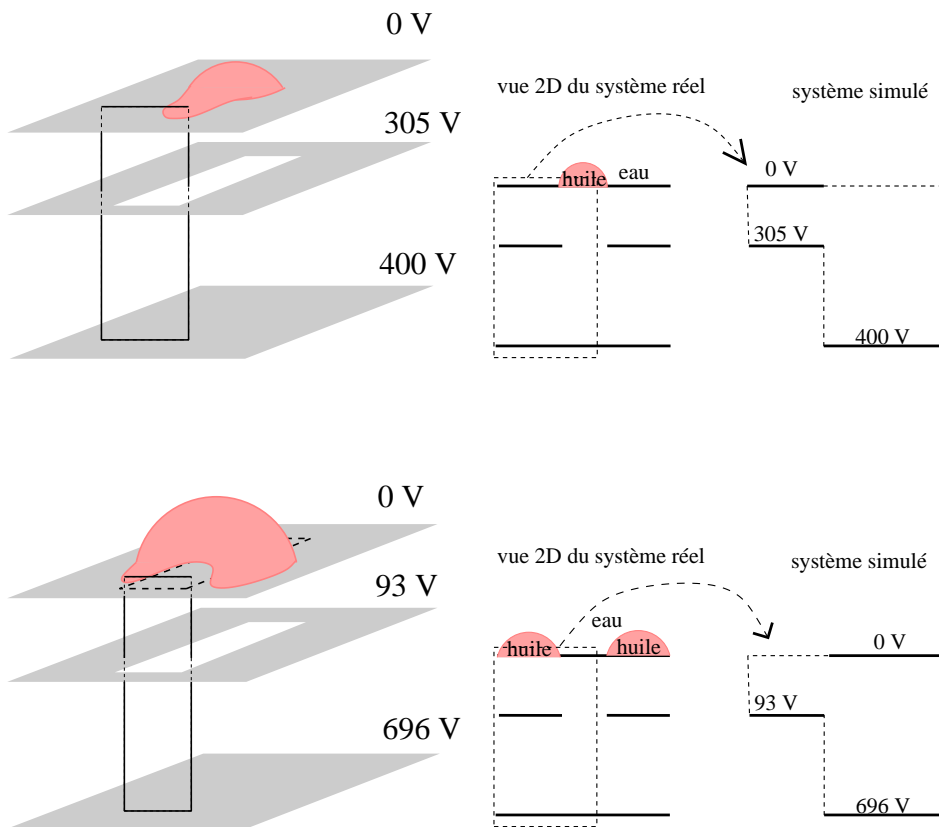 0 V
305 V
400 V
vue 2D du système réel
système simulé
huile
eau
0 V
305 V
400 V
0 V
93 V
696 V
vue 2D du système réel
système simulé
eau
huile
huile
0 V
93 V
696 V